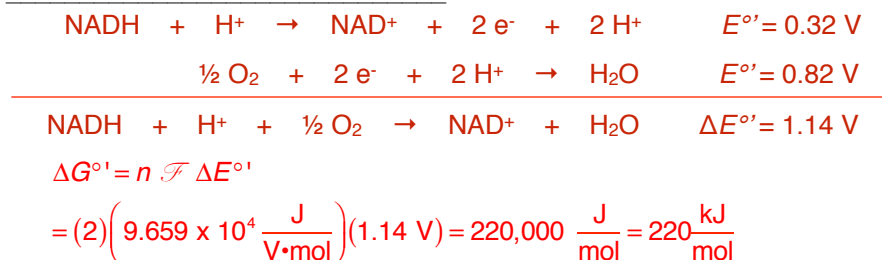 NADH + H⁺ → NAD⁺ + 2 e⁻ + 2 H⁺ E°’ = 0.32 V
½ O₂ + 2 e⁻ + 2 H⁺ → H₂O E°’ = 0.82 V
NADH + H⁺ + ½ O₂ → NAD⁺ + H₂O ΔE°’ = 1.14 V
ΔG°' = n ℱ ΔE°'
= (2)(9.659 x 10⁴ J/V•mol)(1.14 V) = 220,000 J/mol = 220 kJ/mol